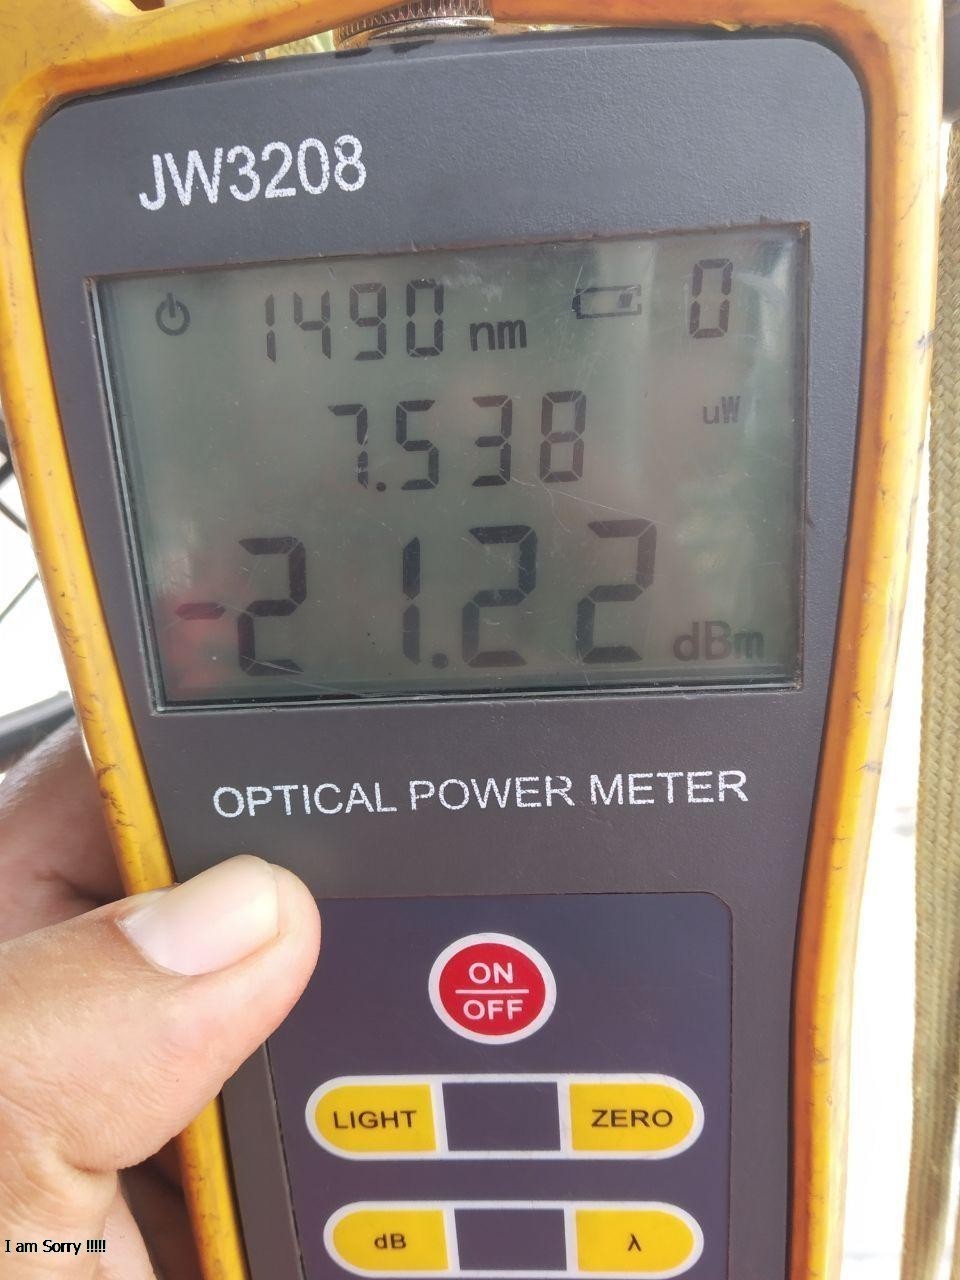 JW3208
1490 nm 0
7.538 uW
-21.22 dBm
OPTICAL POWER METER
ON
OFF
LIGHT ZERO
dB λ
I am Sorry !!!!!